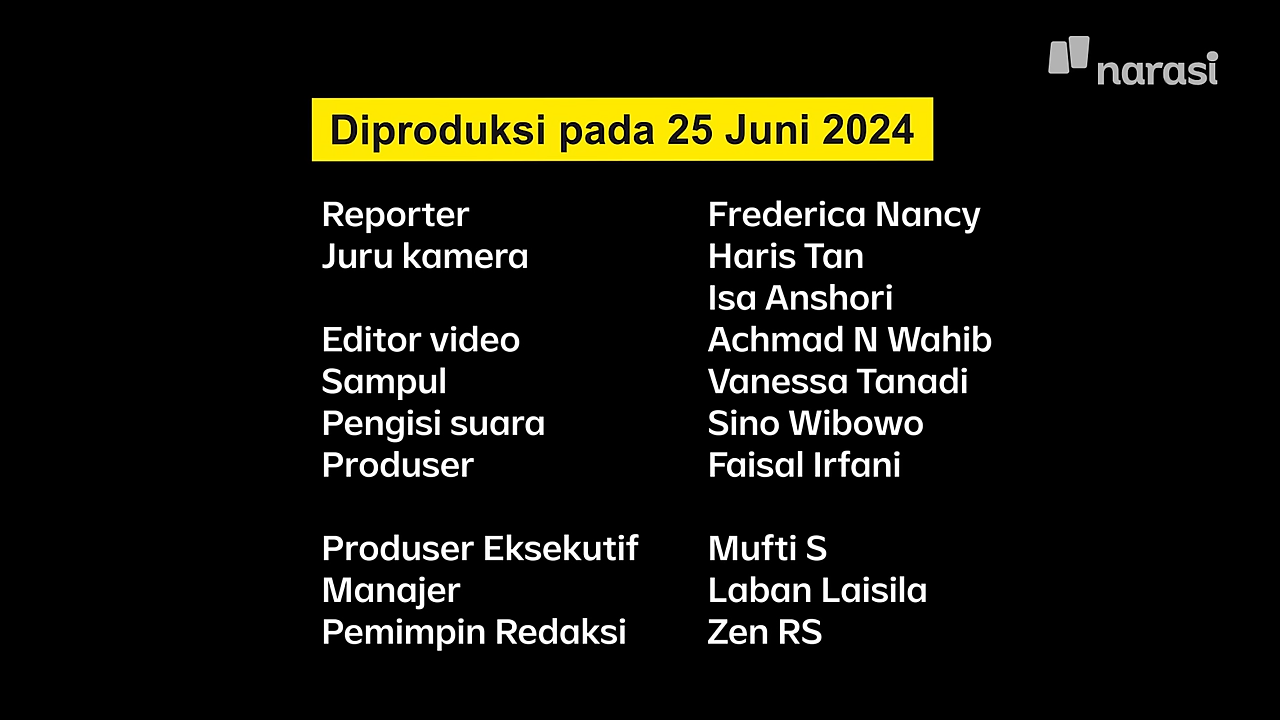 narasi
Diproduksi pada 25 Juni 2024
Reporter Frederica Nancy
Juru kamera Haris Tan
Isa Anshori
Editor video Achmad N Wahib
Sampul Vanessa Tanadi
Pengisi suara Sino Wibowo
Produser Faisal Irfani
Produser Eksekutif Mufti S
Manajer Laban Laisila
Pemimpin Redaksi Zen RS